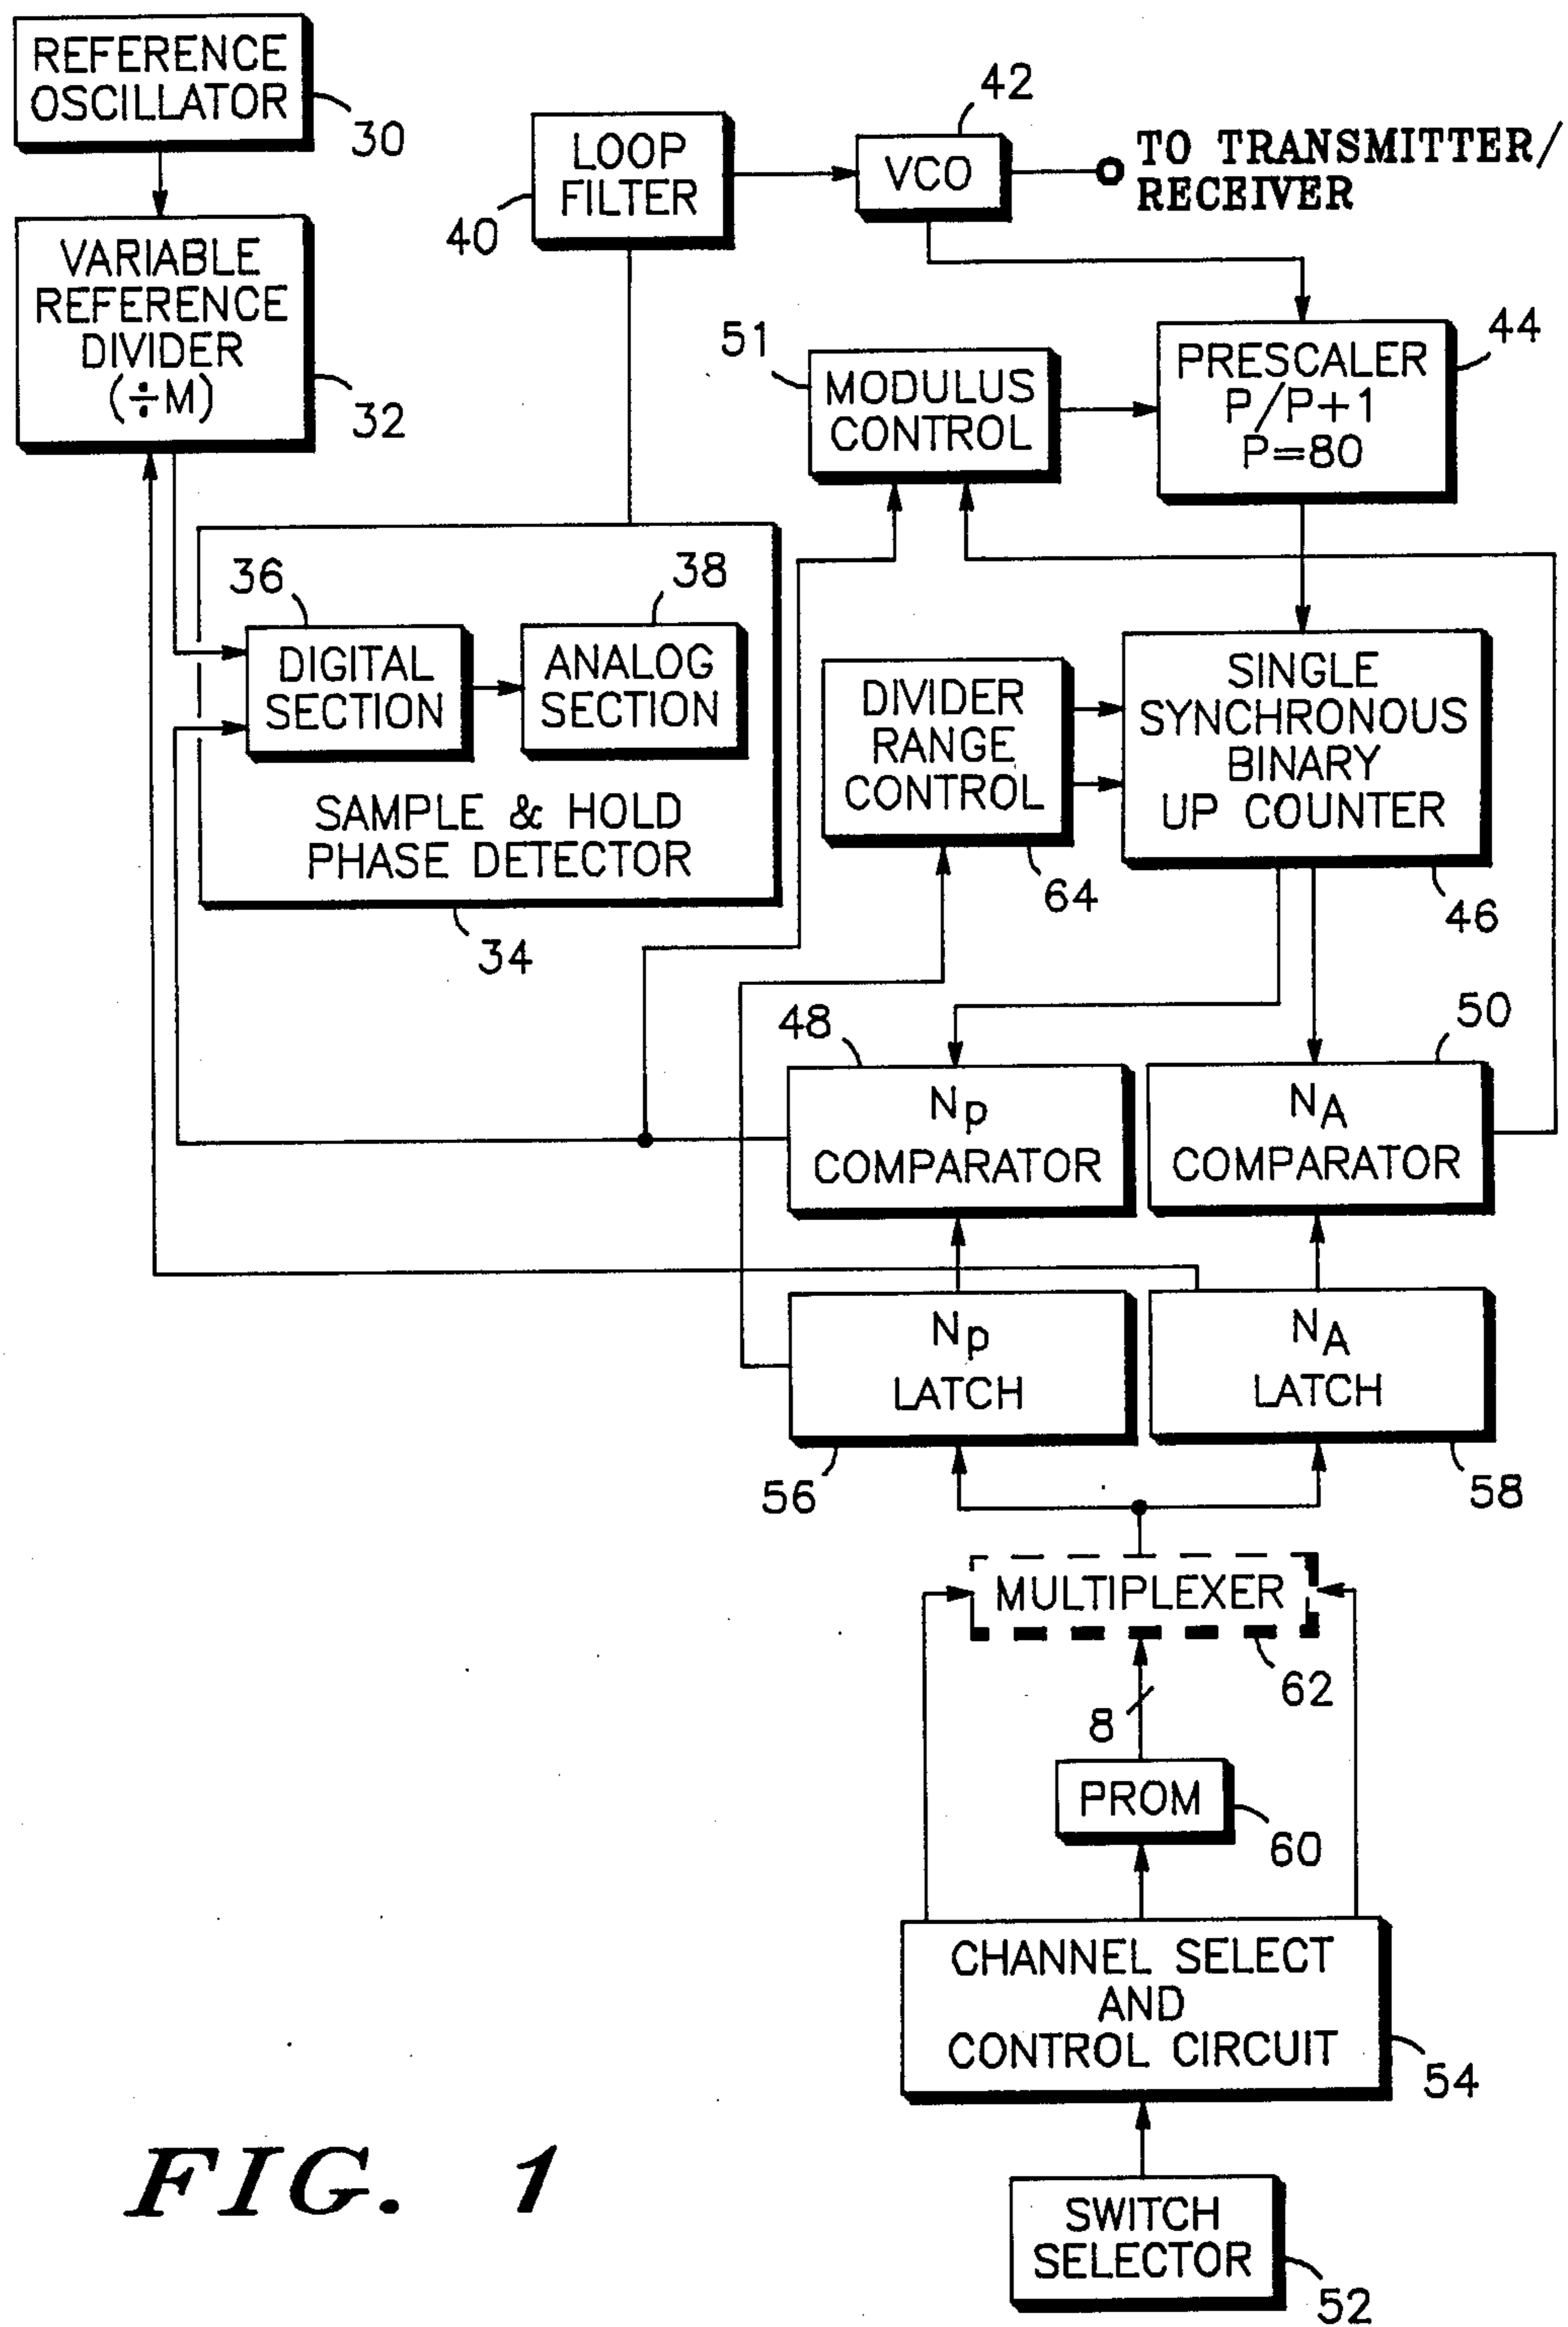 REFERENCE
OSCILLATOR
30
VARIABLE
REFERENCE
DIVIDER
(÷M)
32
LOOP
FILTER
40
42
VCO
TO TRANSMITTER/
RECEIVER
51
MODULUS
CONTROL
44
PRESCALER
P/P+1
P=80
36
DIGITAL
SECTION
38
ANALOG
SECTION
SAMPLE & HOLD
PHASE DETECTOR
34
DIVIDER
RANGE
CONTROL
64
SINGLE
SYNCHRONOUS
BINARY
UP COUNTER
46
48
Np
COMPARATOR
50
NA
COMPARATOR
Np
LATCH
56
NA
LATCH
58
MULTIPLEXER
62
8
PROM
60
CHANNEL SELECT
AND
CONTROL CIRCUIT
54
SWITCH
SELECTOR
52
FIG. 1